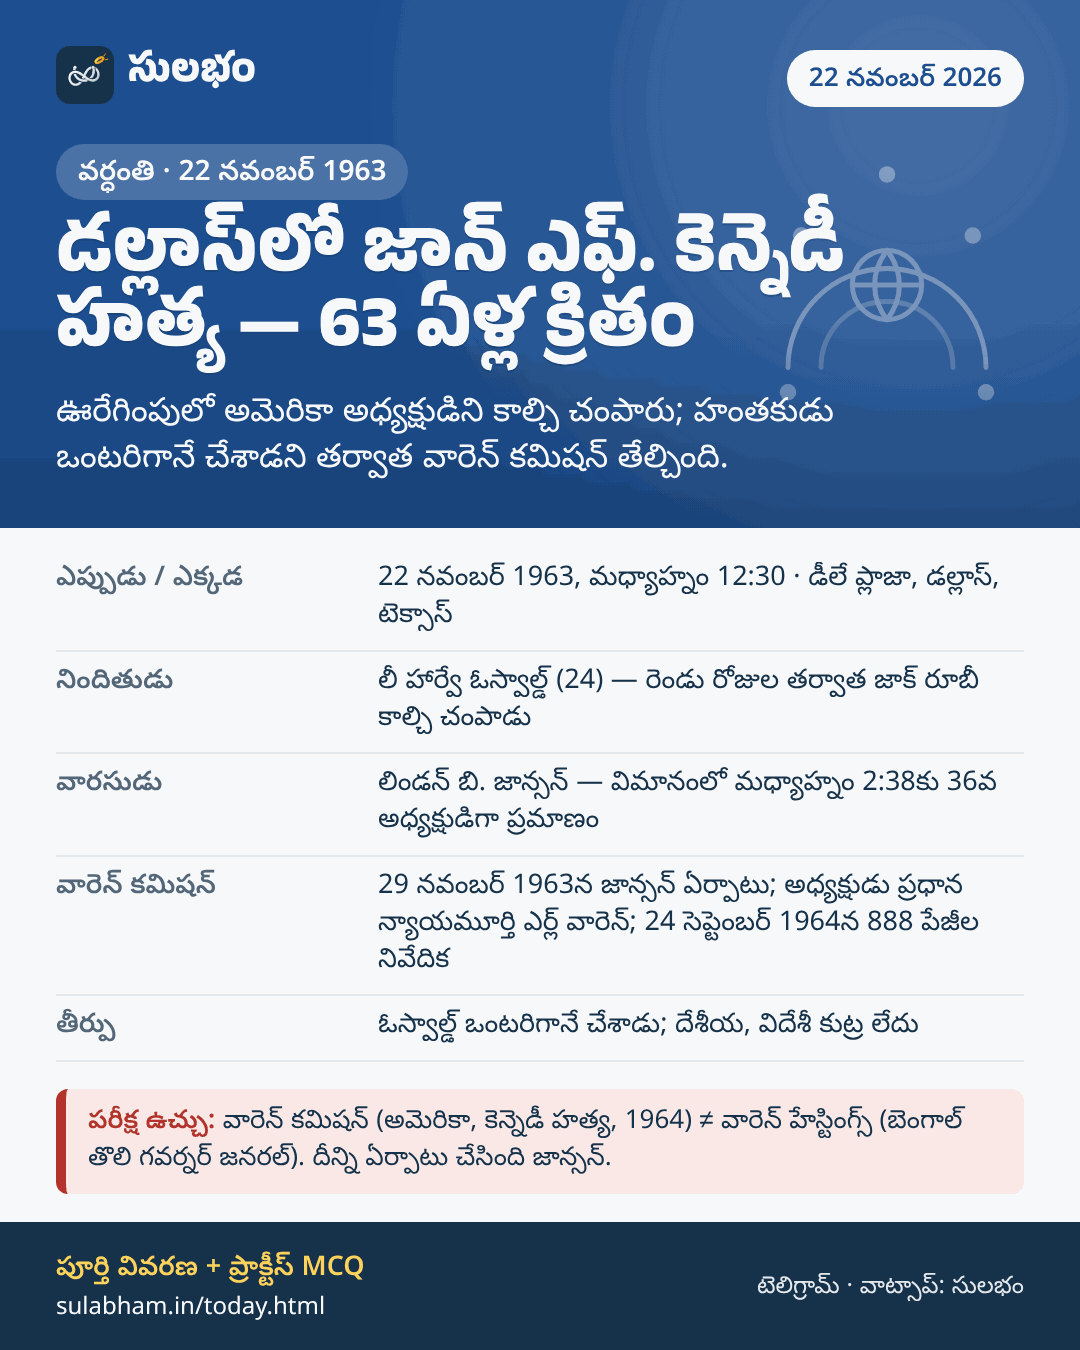 సులభం
22 నవంబర్ 2026
వర్ధంతి · 22 నవంబర్ 1963
డల్లాస్‌లో జాన్ ఎఫ్. కెన్నెడీ
హత్య — 63 ఏళ్ల క్రితం
ఊరేగింపులో అమెరికా అధ్యక్షుడిని కాల్చి చంపారు; హంతకుడు
ఒంటరిగానే చేశాడని తర్వాత వారెన్ కమిషన్ తేల్చింది.
ఎప్పుడు / ఎక్కడ
22 నవంబర్ 1963, మధ్యాహ్నం 12:30 · డీలే ప్లాజా, డల్లాస్,
టెక్సాస్
నిందితుడు
లీ హార్వే ఓస్వాల్డ్ (24) — రెండు రోజుల తర్వాత జాక్ రూబీ
కాల్చి చంపాడు
వారసుడు
లిండన్ బి. జాన్సన్ — విమానంలో మధ్యాహ్నం 2:38కు 36వ
అధ్యక్షుడిగా ప్రమాణం
వారెన్ కమిషన్
29 నవంబర్ 1963న జాన్సన్ ఏర్పాటు; అధ్యక్షుడు ప్రధాన
న్యాయమూర్తి ఎర్ల్ వారెన్; 24 సెప్టెంబర్ 1964న 888 పేజీల
నివేదిక
తీర్పు
ఓస్వాల్డ్ ఒంటరిగానే చేశాడు; దేశీయ, విదేశీ కుట్ర లేదు
పరీక్ష ఉచ్చు: వారెన్ కమిషన్ (అమెరికా, కెన్నెడీ హత్య, 1964) ≠ వారెన్ హేస్టింగ్స్ (బెంగాల్
తొలి గవర్నర్ జనరల్). దీన్ని ఏర్పాటు చేసింది జాన్సన్.
పూర్తి వివరణ + ప్రాక్టీస్ MCQ
sulabham.in/today.html
టెలిగ్రామ్ · వాట్సాప్: సులభం